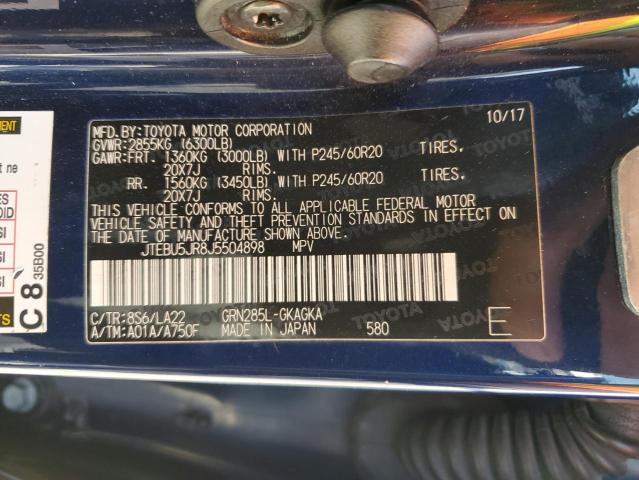 10/17
MFD.BY:TOYOTA MOTOR CORPORATION
GVWR:2855KG (6300LB)
GAWR:FRT. 1360KG (3000LB) WITH P245/60R20 TIRES.
20X7J RIMS.
RR. 1560KG (3450LB) WITH P245/60R20 TIRES.
20X7J RIMS.
THIS VEHICLE CONFORMS TO ALL APPLICABLE FEDERAL MOTOR
VEHICLE SAFETY AND THEFT PREVENTION STANDARDS IN EFFECT ON
THE DATE OF MANUFACTURE SHOWN ABOVE.
JTEBU5JR8J5504898 MPV
C/TR:8S6/LA22 GRN285L-GKAGKA
A/TM:A01A/A750F MADE IN JAPAN 580 E
C 8 35B00